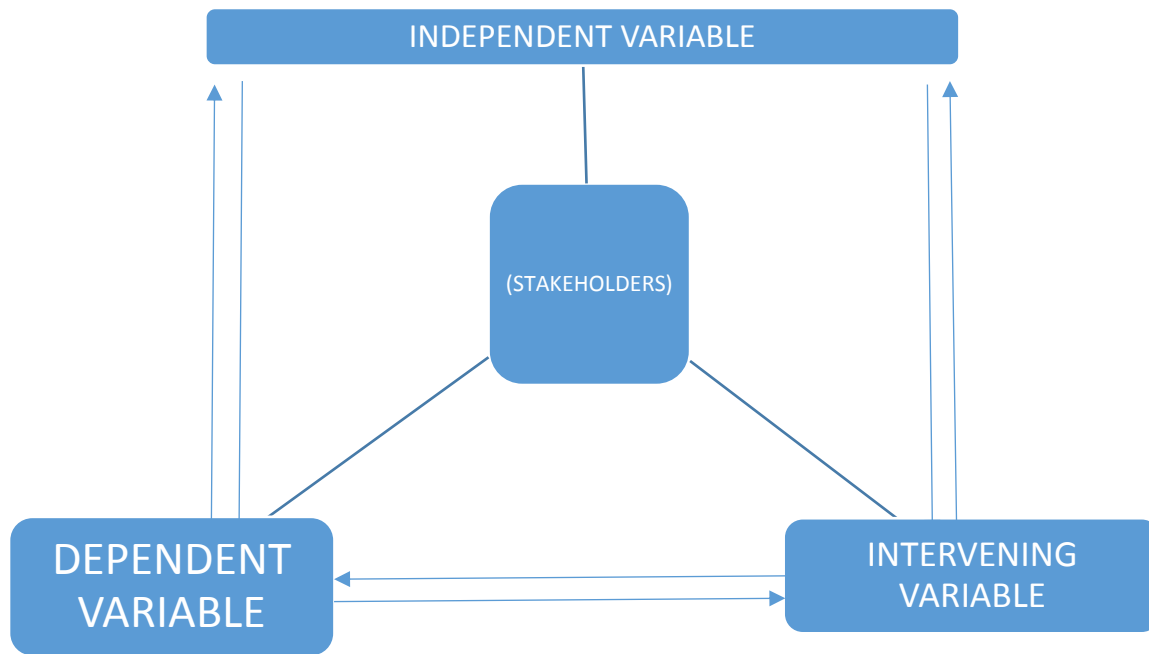 INDEPENDENT VARIABLE
(STAKEHOLDERS)
DEPENDENT
VARIABLE
INTERVENING
VARIABLE